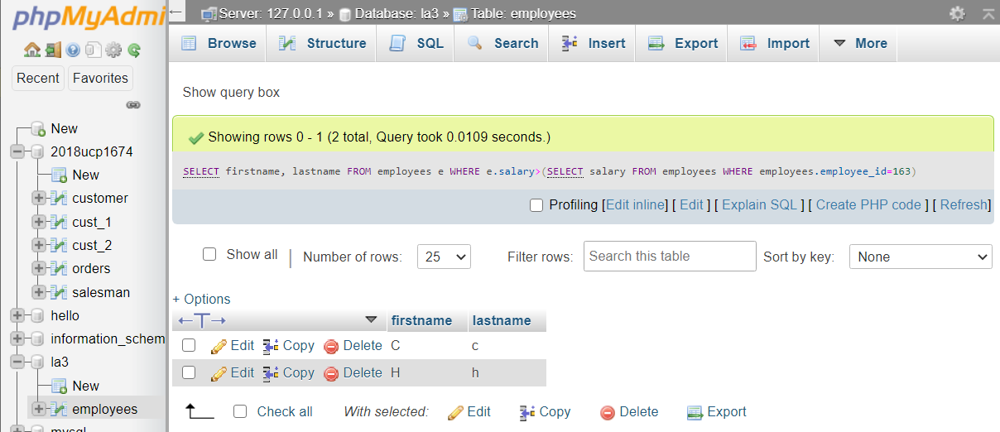 phpMyAdmi
Recent Favorites
New
2018ucp1674
New
customer
cust_1
cust_2
orders
salesman
hello
information_schem
la3
New
employees
mysql
Server: 127.0.0.1 » Database: la3 » Table: employees
Browse Structure SQL Search Insert Export Import More
Show query box
Showing rows 0 - 1 (2 total, Query took 0.0109 seconds.)
SELECT firstname, lastname FROM employees e WHERE e.salary>(SELECT salary FROM employees WHERE employees.employee_id=163)
Profiling [Edit inline] [ Edit ] [ Explain SQL ] [ Create PHP code ] [ Refresh]
Show all | Number of rows: 25 Filter rows: Search this table Sort by key: None
+ Options
←T→ firstname lastname
Edit Copy Delete C c
Edit Copy Delete H h
Check all With selected: Edit Copy Delete Export